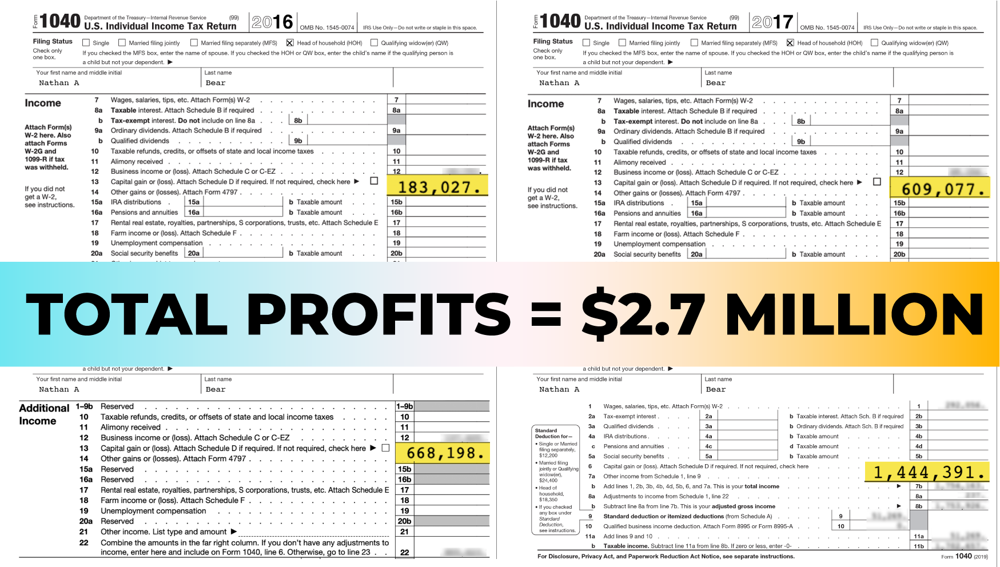 Form 1040 Department of the Treasury—Internal Revenue Service (99) U.S. Individual Income Tax Return 2016 OMB No. 1545-0074 IRS Use Only—Do not write or staple in this space.
Filing Status Single Married filing jointly Married filing separately (MFS) Head of household (HOH) Qualifying widow(er) (QW)
Check only one box. If you checked the MFS box, enter the name of spouse. If you checked the HOH or QW box, enter the child's name if the qualifying person is
a child but not your dependent. ▶
Your first name and middle initial Last name
Nathan A Bear
Income
Attach Form(s)
W-2 here. Also
attach Forms
W-2G and
1099-R if tax
was withheld.
If you did not
get a W-2,
see instructions.
7 Wages, salaries, tips, etc. Attach Form(s) W-2 7
8a Taxable interest. Attach Schedule B if required 8a
b Tax-exempt interest. Do not include on line 8a 8b
9a Ordinary dividends. Attach Schedule B if required 9a
b Qualified dividends 9b
10 Taxable refunds, credits, or offsets of state and local income taxes 10
11 Alimony received 11
12 Business income or (loss). Attach Schedule C or C-EZ 12
13 Capital gain or (loss). Attach Schedule D if required. If not required, check here ▶
183,027.
14 Other gains or (losses). Attach Form 4797
15a IRA distributions 15a b Taxable amount 15b
16a Pensions and annuities 16a b Taxable amount 16b
17 Rental real estate, royalties, partnerships, S corporations, trusts, etc. Attach Schedule E 17
18 Farm income or (loss). Attach Schedule F 18
19 Unemployment compensation 19
20a Social security benefits 20a b Taxable amount 20b
Form 1040 Department of the Treasury—Internal Revenue Service (99) U.S. Individual Income Tax Return 2017 OMB No. 1545-0074 IRS Use Only—Do not write or staple in this space.
Filing Status Single Married filing jointly Married filing separately (MFS) Head of household (HOH) Qualifying widow(er) (QW)
Check only one box. If you checked the MFS box, enter the name of spouse. If you checked the HOH or QW box, enter the child's name if the qualifying person is
a child but not your dependent. ▶
Your first name and middle initial Last name
Nathan A Bear
Income
Attach Form(s)
W-2 here. Also
attach Forms
W-2G and
1099-R if tax
was withheld.
If you did not
get a W-2,
see instructions.
7 Wages, salaries, tips, etc. Attach Form(s) W-2 7
8a Taxable interest. Attach Schedule B if required 8a
b Tax-exempt interest. Do not include on line 8a 8b
9a Ordinary dividends. Attach Schedule B if required 9a
b Qualified dividends 9b
10 Taxable refunds, credits, or offsets of state and local income taxes 10
11 Alimony received 11
12 Business income or (loss). Attach Schedule C or C-EZ 12
13 Capital gain or (loss). Attach Schedule D if required. If not required, check here ▶
609,077.
14 Other gains or (losses). Attach Form 4797
15a IRA distributions 15a b Taxable amount 15b
16a Pensions and annuities 16a b Taxable amount 16b
17 Rental real estate, royalties, partnerships, S corporations, trusts, etc. Attach Schedule E 17
18 Farm income or (loss). Attach Schedule F 18
19 Unemployment compensation 19
20a Social security benefits 20a b Taxable amount 20b
TOTAL PROFITS = $2.7 MILLION
a child but not your dependent. ▶
Your first name and middle initial Last name
Nathan A Bear
Additional
Income
1–9b Reserved 1–9b
10 Taxable refunds, credits, or offsets of state and local income taxes 10
11 Alimony received 11
12 Business income or (loss). Attach Schedule C or C-EZ 12
13 Capital gain or (loss). Attach Schedule D if required. If not required, check here ▶
668,198.
14 Other gains or (losses). Attach Form 4797
15a Reserved 15b
16a Reserved 16b
17 Rental real estate, royalties, partnerships, S corporations, trusts, etc. Attach Schedule E 17
18 Farm income or (loss). Attach Schedule F 18
19 Unemployment compensation 19
20a Reserved 20b
21 Other income. List type and amount ▶ 21
22 Combine the amounts in the far right column. If you don't have any adjustments to
income, enter here and include on Form 1040, line 6. Otherwise, go to line 23 22
a child but not your dependent. ▶
Your first name and middle initial Last name
Nathan A Bear
Standard
Deduction for—
• Single or Married
filing separately,
$12,200
• Married filing
jointly or Qualifying
widow(er),
$24,400
• Head of
household,
$18,350
• If you checked
any box under
Standard
Deduction,
see instructions.
1 Wages, salaries, tips, etc. Attach Form(s) W-2 1
2a Tax-exempt interest 2a b Taxable interest. Attach Sch. B if required 2b
3a Qualified dividends 3a b Ordinary dividends. Attach Sch. B if required 3b
4a IRA distributions 4a b Taxable amount 4b
c Pensions and annuities 4c d Taxable amount 4d
5a Social security benefits 5a b Taxable amount 5b
6 Capital gain or (loss). Attach Schedule D if required. If not required, check here
1,444,391.
7a Other income from Schedule 1, line 9
b Add lines 1, 2b, 3b, 4b, 4d, 5b, 6, and 7a. This is your total income ▶ 7b
8a Adjustments to income from Schedule 1, line 22 8a
b Subtract line 8a from line 7b. This is your adjusted gross income ▶ 8b
9 Standard deduction or itemized deductions (from Schedule A) 9
10 Qualified business income deduction. Attach Form 8995 or Form 8995-A 10
11a Add lines 9 and 10 11a
b Taxable income. Subtract line 11a from line 8b. If zero or less, enter -0- 11b
For Disclosure, Privacy Act, and Paperwork Reduction Act Notice, see separate instructions. Form 1040 (2019)